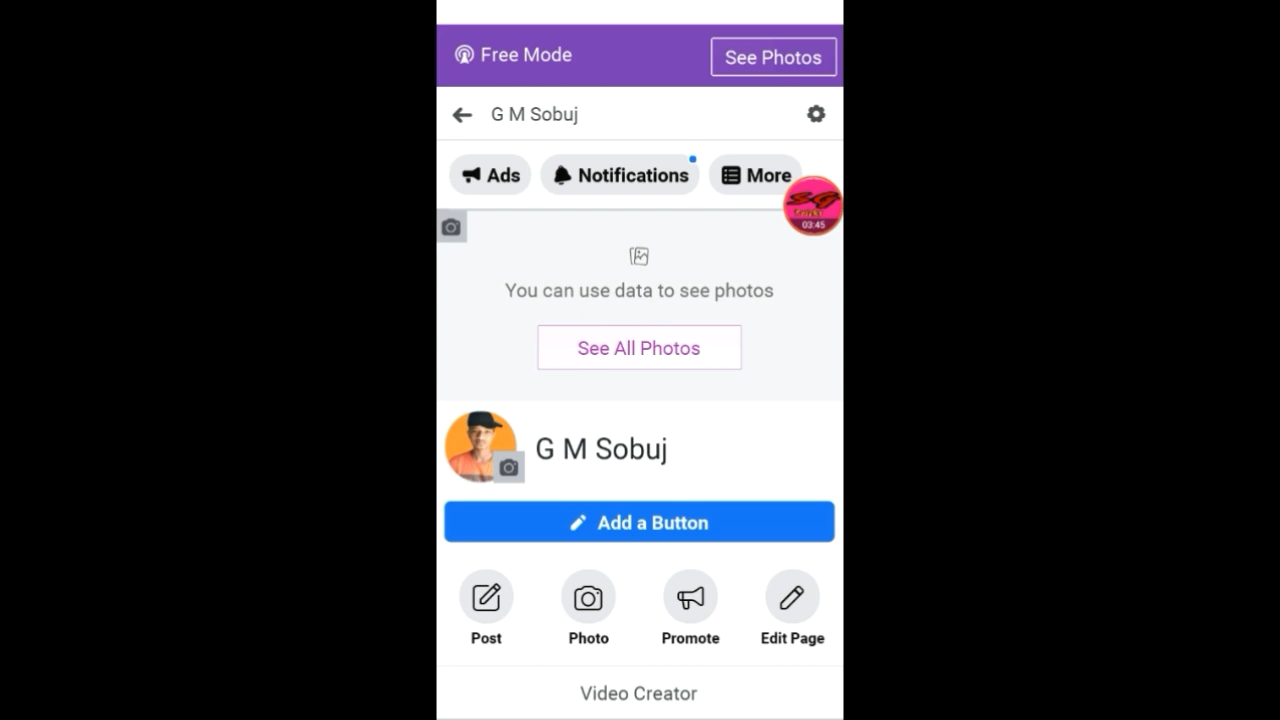 Free Mode
See Photos
G M Sobuj
Ads
Notifications
More
SG
03:45
You can use data to see photos
See All Photos
G M Sobuj
Add a Button
Post
Photo
Promote
Edit Page
Video Creator